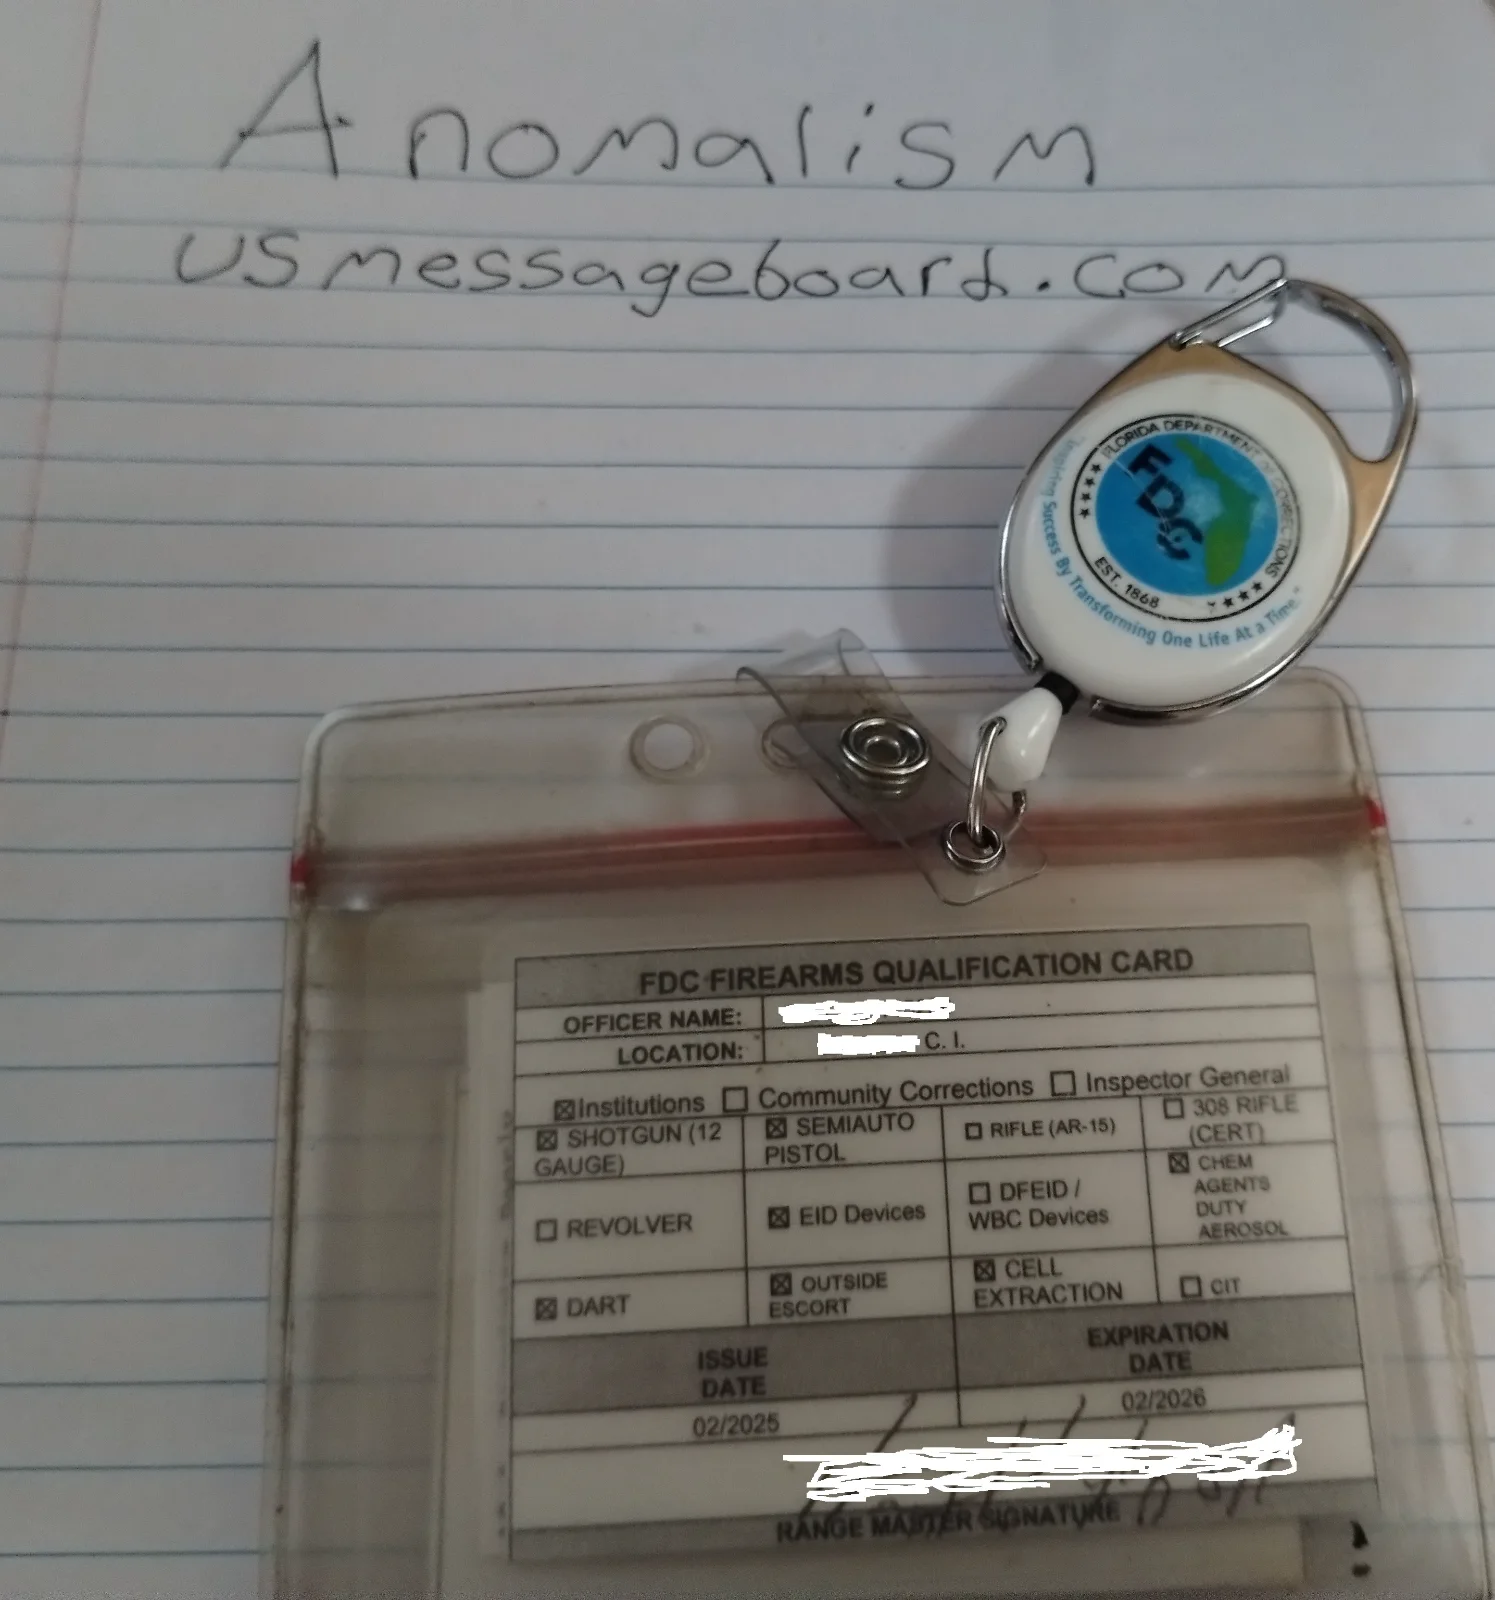 Anomalism
usmessageboard.com
★★★★ FLORIDA DEPARTMENT OF CORRECTIONS ★★★★
FDC
EST. 1868
"Inspiring Success By Transforming One Life At a Time."
FDC FIREARMS QUALIFICATION CARD
OFFICER NAME:
LOCATION: C. I.
☒Institutions ☐ Community Corrections ☐ Inspector General
☒ SHOTGUN (12 GAUGE)
☒ SEMIAUTO PISTOL
☐ RIFLE (AR-15)
☐ 308 RIFLE (CERT)
☐ REVOLVER
☒ EID Devices
☐ DFEID / WBC Devices
☒ CHEM AGENTS DUTY AEROSOL
☒ DART
☒ OUTSIDE ESCORT
☒ CELL EXTRACTION
☐ CIT
ISSUE DATE
EXPIRATION DATE
02/2025
02/2026
RANGE MASTER SIGNATURE